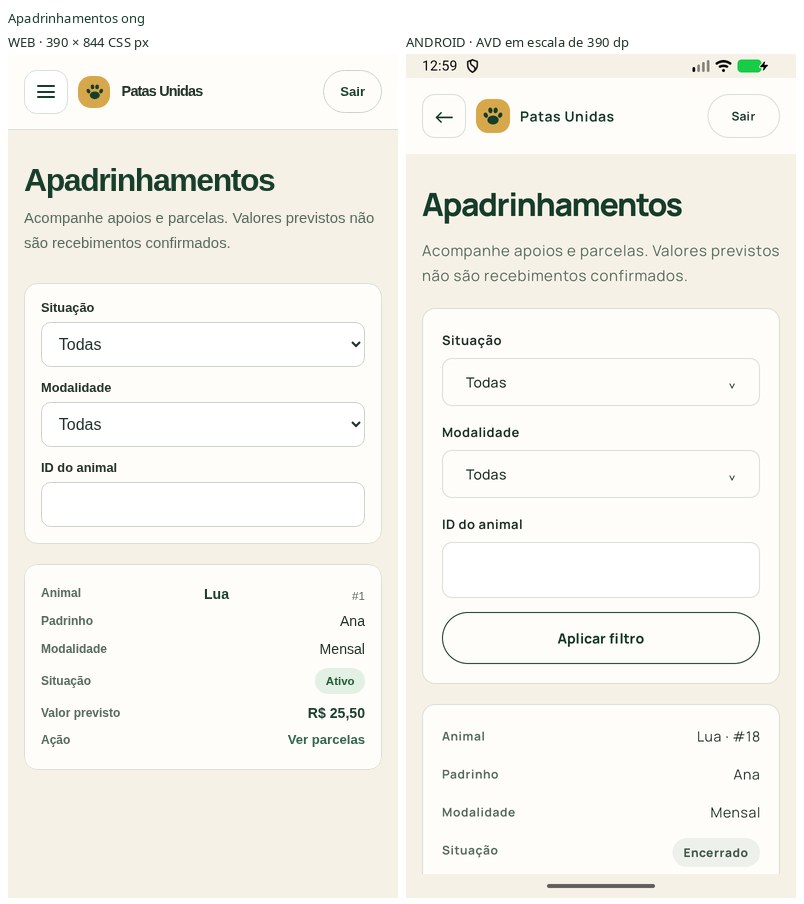 Apadrinhamentos ong
WEB · 390 × 844 CSS px
Patas Unidas
Sair
Apadrinhamentos
Acompanhe apoios e parcelas. Valores previstos não
são recebimentos confirmados.
Situação
Todas
Modalidade
Todas
ID do animal
Animal Lua #1
Padrinho Ana
Modalidade Mensal
Situação Ativo
Valor previsto R$ 25,50
Ação Ver parcelas
ANDROID · AVD em escala de 390 dp
12:59
Patas Unidas
Sair
Apadrinhamentos
Acompanhe apoios e parcelas. Valores previstos
não são recebimentos confirmados.
Situação
Todas
Modalidade
Todas
ID do animal
Aplicar filtro
Animal Lua · #18
Padrinho Ana
Modalidade Mensal
Situação Encerrado